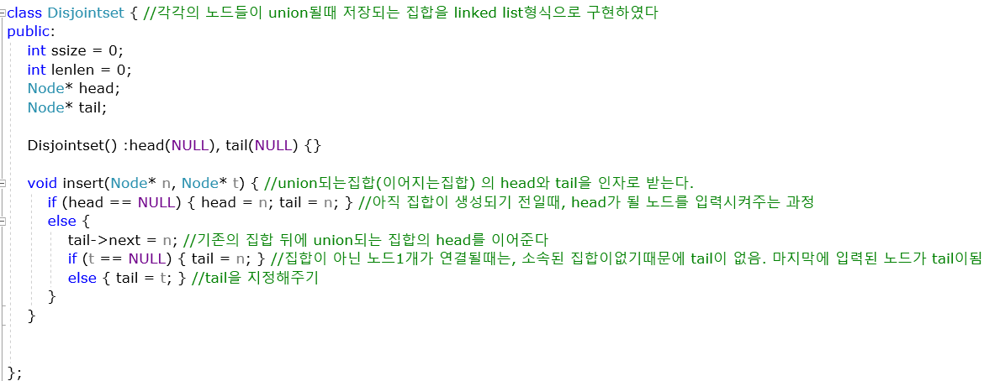 class Disjointset { //각각의 노드들이 union될때 저장되는 집합을 linked list형식으로 구현하였다
public:
int ssize = 0;
int lenlen = 0;
Node* head;
Node* tail;
Disjointset() :head(NULL), tail(NULL) {}
void insert(Node* n, Node* t) { //union되는집합(이어지는집합) 의 head와 tail을 인자로 받는다.
if (head == NULL) { head = n; tail = n; } //아직 집합이 생성되기 전일때, head가 될 노드를 입력시켜주는 과정
else {
tail->next = n; //기존의 집합 뒤에 union되는 집합의 head를 이어준다
if (t == NULL) { tail = n; } //집합이 아닌 노드1개가 연결될때는, 소속된 집합이없기때문에 tail이 없음. 마지막에 입력된 노드가 tail이됨
else { tail = t; } //tail을 지정해주기
}
}
};